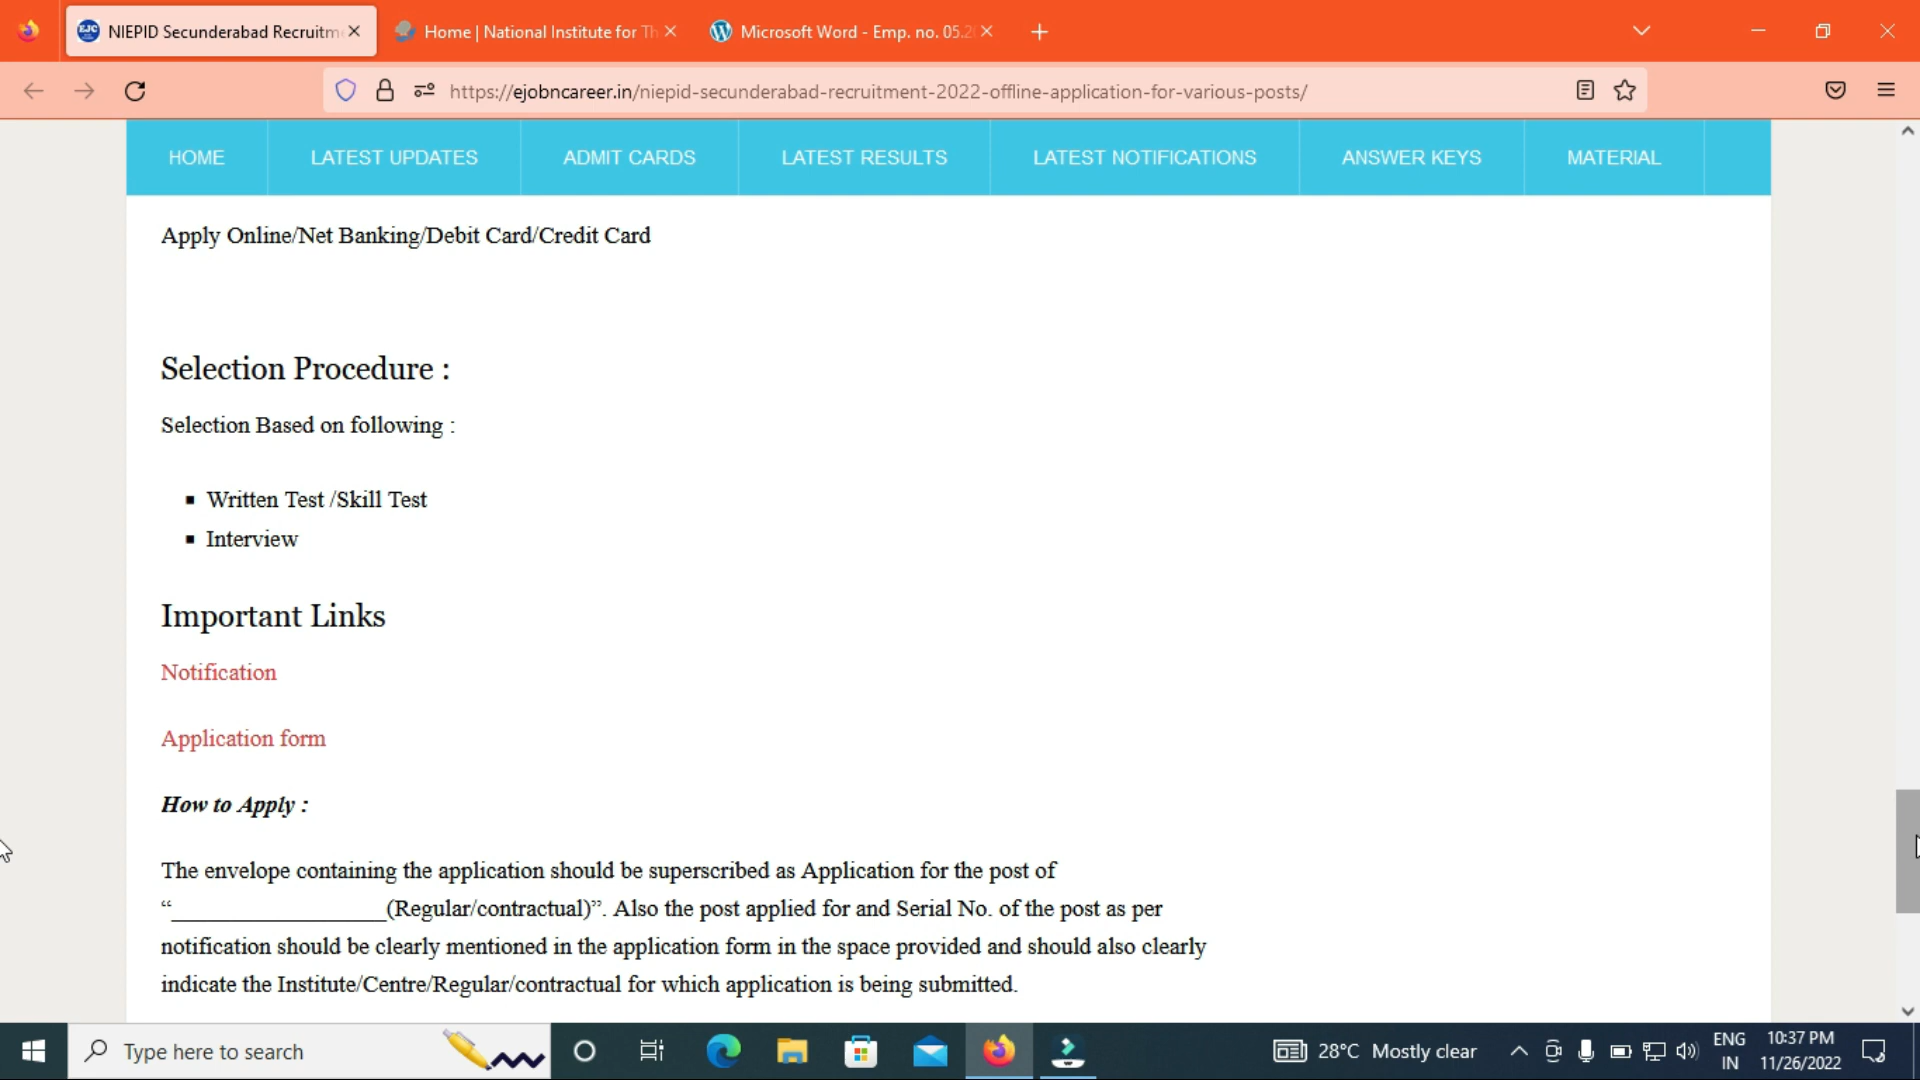 NIEPID Secunderabad Recruitme
Home | National Institute for Th
Microsoft Word - Emp. no. 05.2
https://ejobncareer.in/niepid-secunderabad-recruitment-2022-offline-application-for-various-posts/
HOME LATEST UPDATES ADMIT CARDS LATEST RESULTS LATEST NOTIFICATIONS ANSWER KEYS MATERIAL
Apply Online/Net Banking/Debit Card/Credit Card
Selection Procedure :
Selection Based on following :
Written Test /Skill Test
Interview
Important Links
Notification
Application form
How to Apply :
The envelope containing the application should be superscribed as Application for the post of
“__________________(Regular/contractual)”. Also the post applied for and Serial No. of the post as per
notification should be clearly mentioned in the application form in the space provided and should also clearly
indicate the Institute/Centre/Regular/contractual for which application is being submitted.
Type here to search
28°C Mostly clear
ENG
IN
10:37 PM
11/26/2022